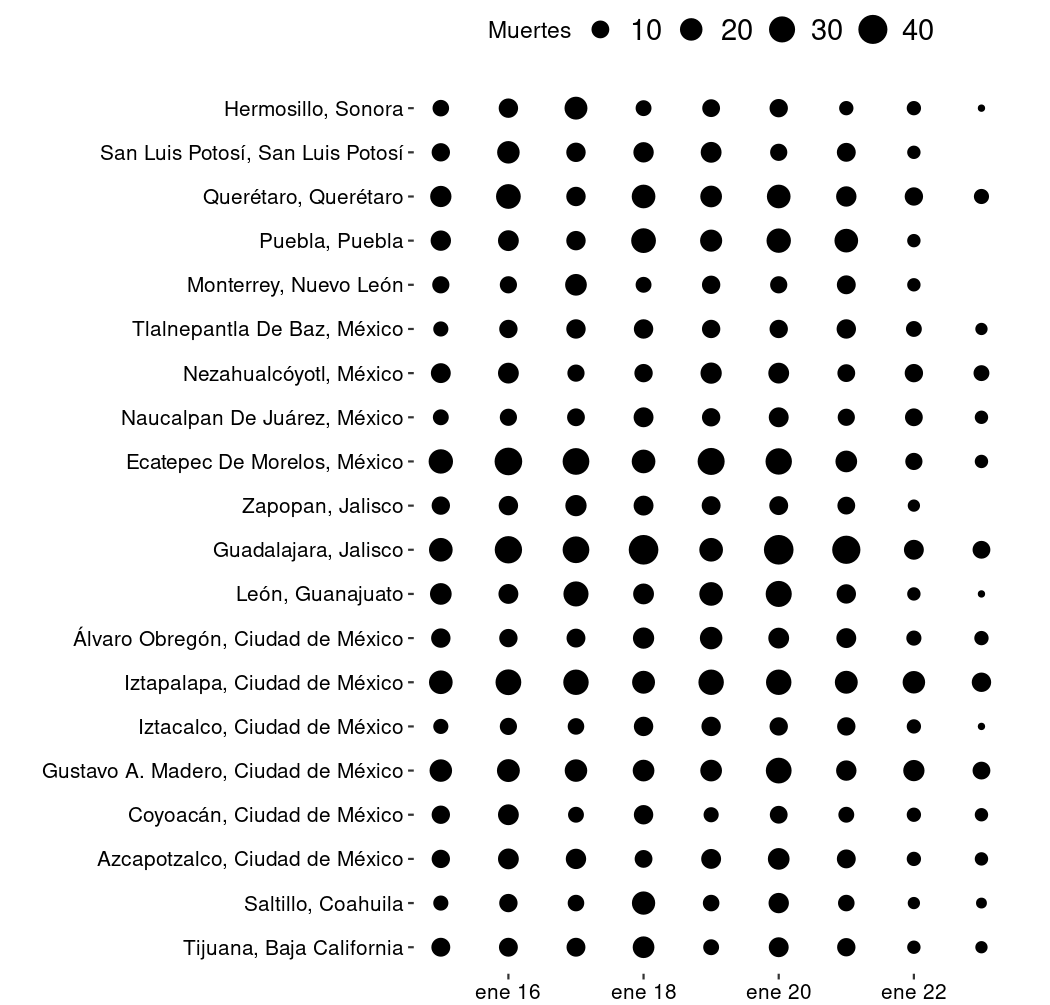 Muertes 10 20 30 40
Hermosillo, Sonora
San Luis Potosí, San Luis Potosí
Querétaro, Querétaro
Puebla, Puebla
Monterrey, Nuevo León
Tlalnepantla De Baz, México
Nezahualcóyotl, México
Naucalpan De Juárez, México
Ecatepec De Morelos, México
Zapopan, Jalisco
Guadalajara, Jalisco
León, Guanajuato
Álvaro Obregón, Ciudad de México
Iztapalapa, Ciudad de México
Iztacalco, Ciudad de México
Gustavo A. Madero, Ciudad de México
Coyoacán, Ciudad de México
Azcapotzalco, Ciudad de México
Saltillo, Coahuila
Tijuana, Baja California
ene 16 ene 18 ene 20 ene 22